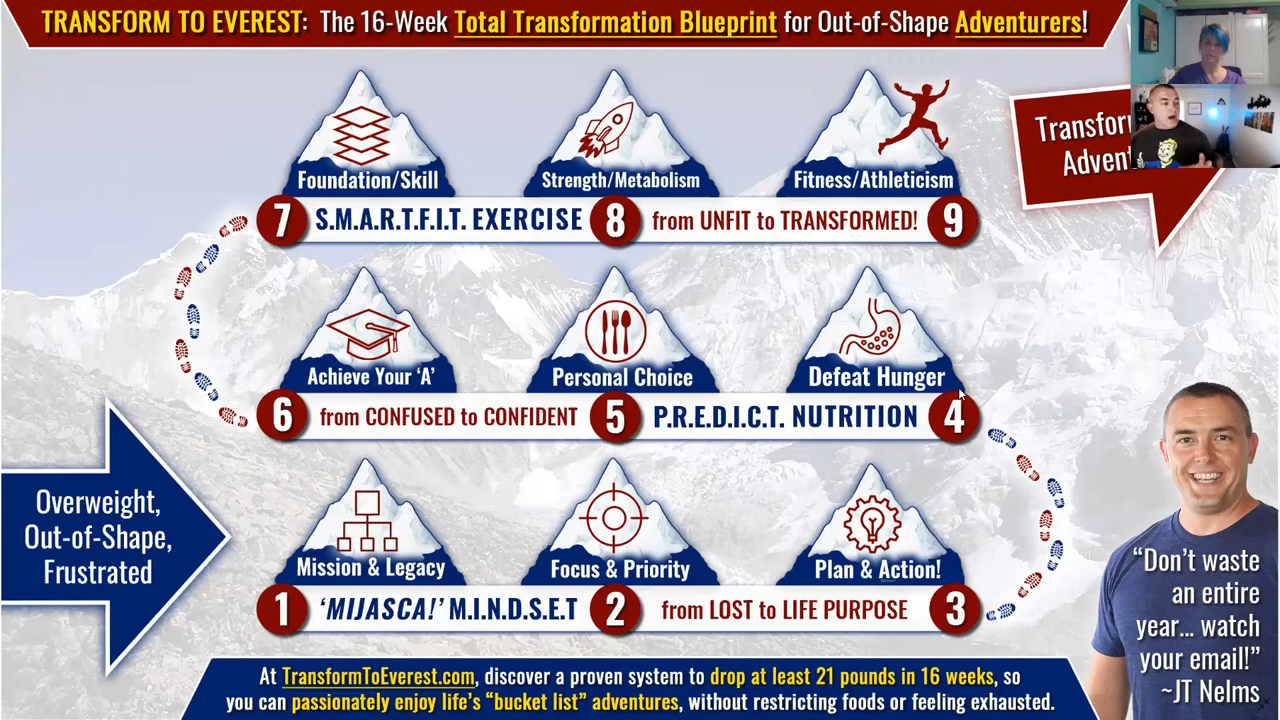 TRANSFORM TO EVEREST: The 16-Week Total Transformation Blueprint for Out-of-Shape Adventurers!
Foundation/Skill
Strength/Metabolism
Fitness/Athleticism
7 S.M.A.R.T.F.I.T. EXERCISE 8 from UNFIT to TRANSFORMED! 9
Achieve Your ‘A’
Personal Choice
Defeat Hunger
6 from CONFUSED to CONFIDENT 5 P.R.E.D.I.C.T. NUTRITION 4
Overweight,
Out-of-Shape,
Frustrated
Mission & Legacy
Focus & Priority
Plan & Action!
1 ‘MIJASCA!’ M.I.N.D.S.E.T 2 from LOST to LIFE PURPOSE 3
“Don’t waste
an entire
year... watch
your email!”
~JT Nelms
At TransformToEverest.com, discover a proven system to drop at least 21 pounds in 16 weeks, so
you can passionately enjoy life’s “bucket list” adventures, without restricting foods or feeling exhausted.